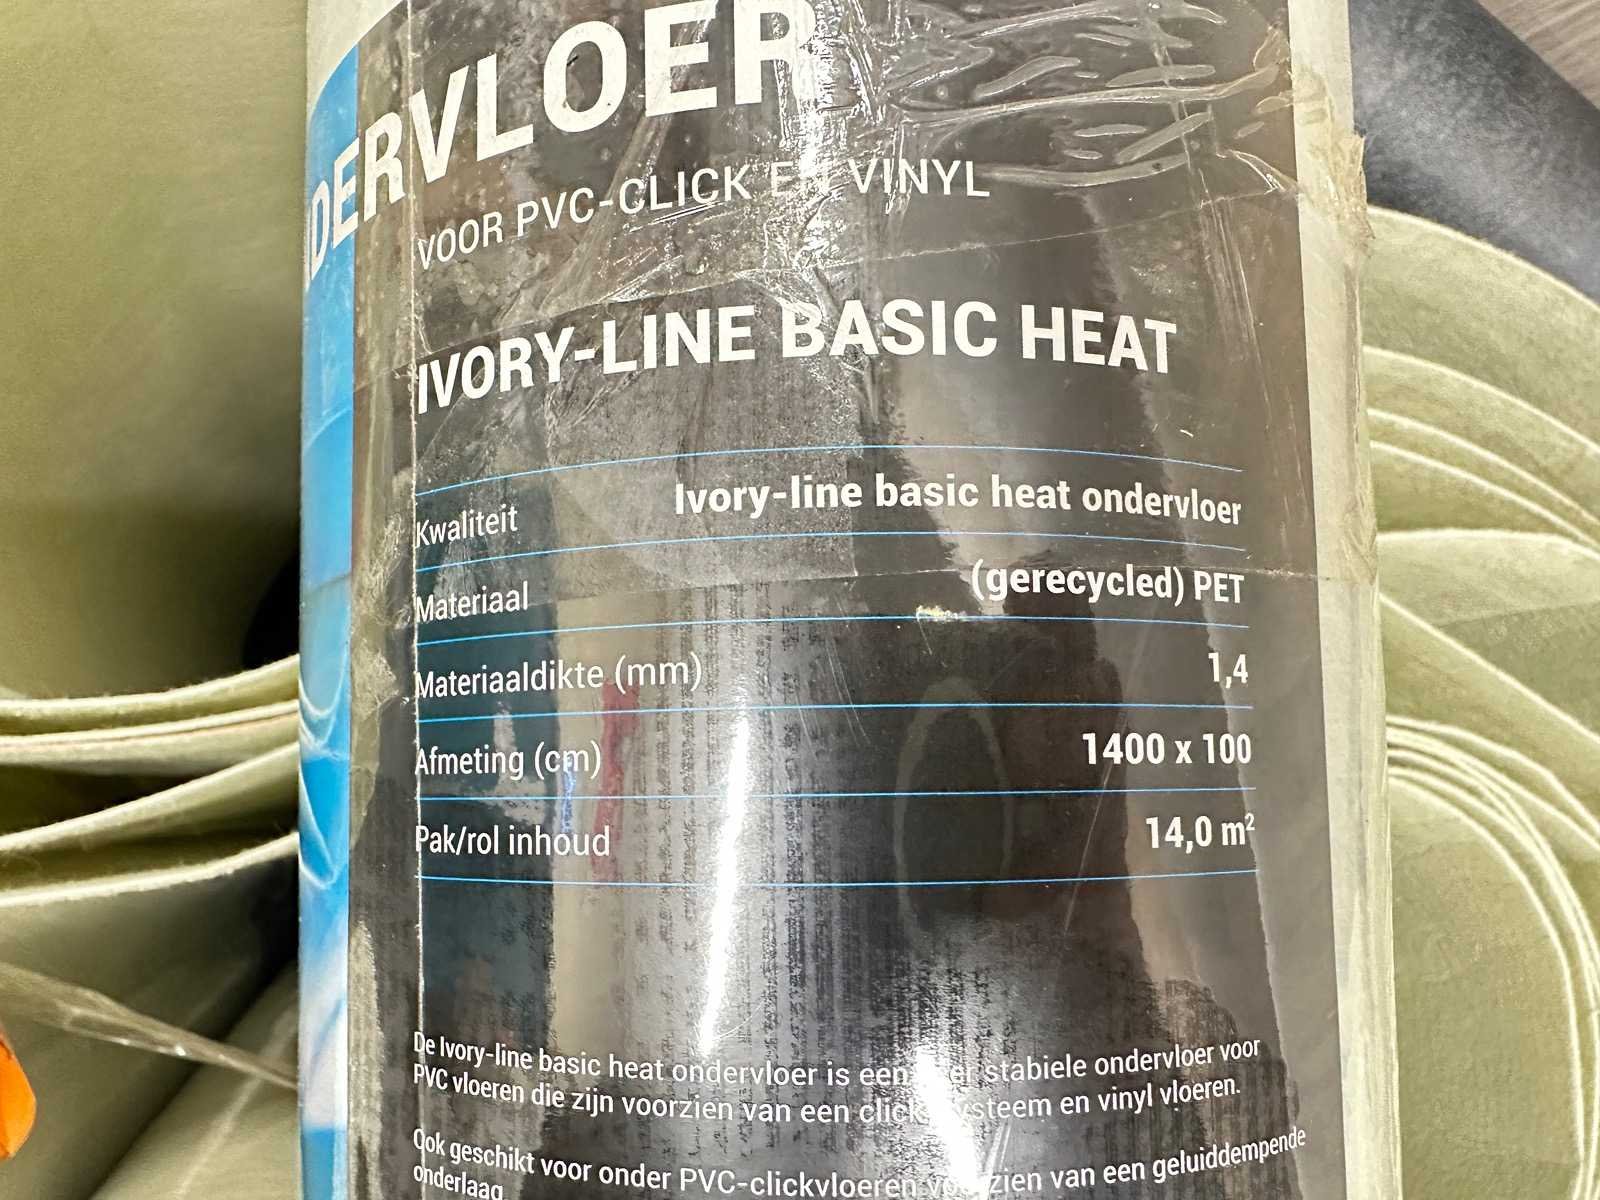 DERVLOER
VOOR PVC-CLICK EN VINYL
IVORY-LINE BASIC HEAT
Kwaliteit Ivory-line basic heat ondervloer
Materiaal (gerecycled) PET
Materiaaldikte (mm) 1,4
Afmeting (cm) 1400 x 100
Pak/rol inhoud 14,0 m²
De Ivory-line basic heat ondervloer is een stabiele ondervloer voor
PVC vloeren die zijn voorzien van een click systeem en vinyl vloeren.
Ook geschikt voor onder PVC-clickvloeren voorzien van een geluiddempende
onderlaag.